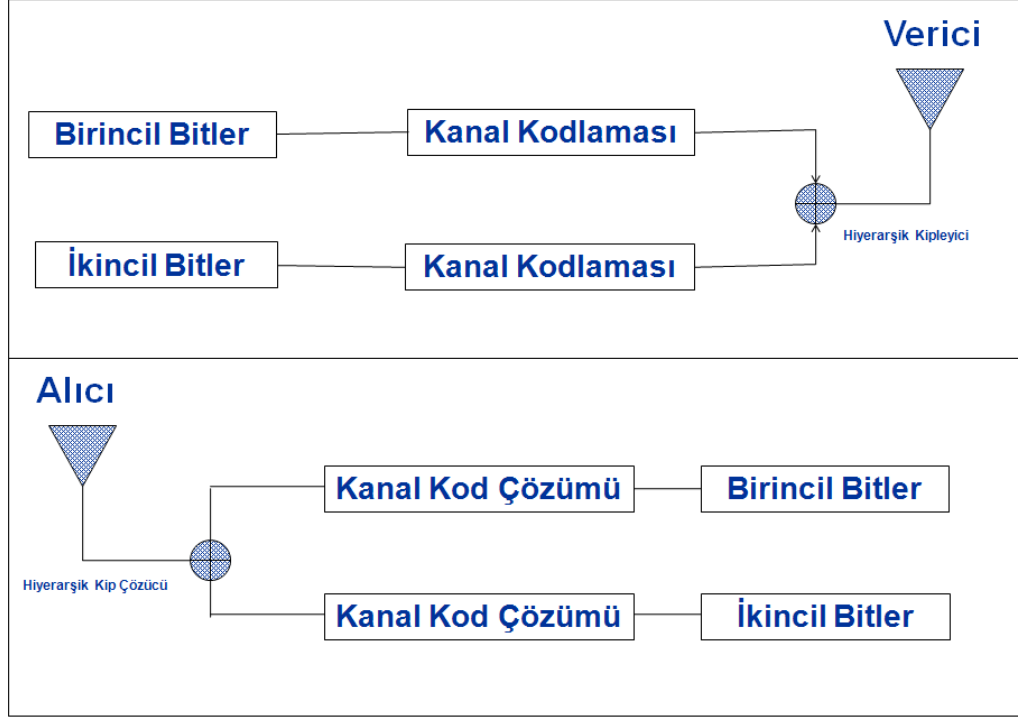 Verici
Birincil Bitler
Kanal Kodlaması
Hiyerarşik Kipleyici
İkincil Bitler
Kanal Kodlaması
Alıcı
Kanal Kod Çözümü
Birincil Bitler
Hiyerarşik Kip Çözücü
Kanal Kod Çözümü
İkincil Bitler